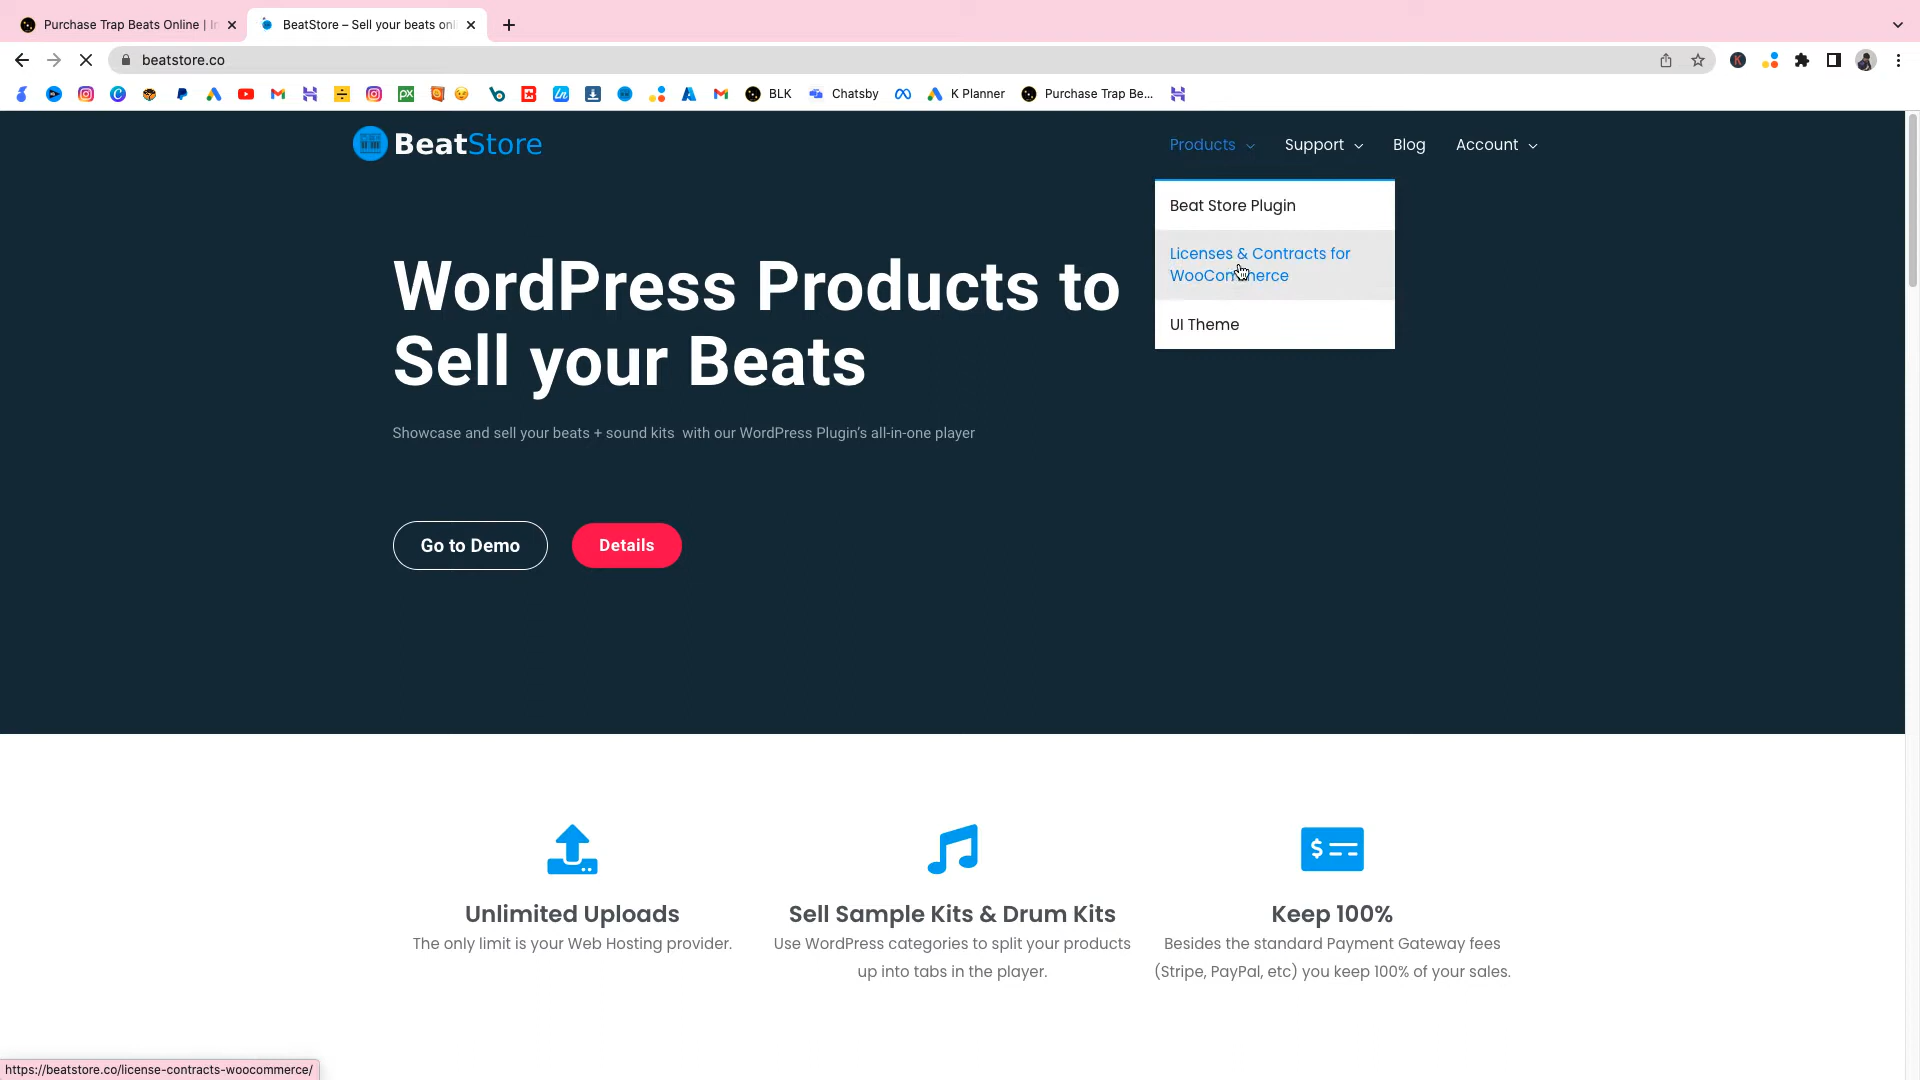 Purchase Trap Beats Online | In
BeatStore – Sell your beats onl
beatstore.co
BLK
Chatsby
K Planner
Purchase Trap Be...
BeatStore
Products
Support
Blog
Account
Beat Store Plugin
Licenses & Contracts for
WooCommerce
UI Theme
WordPress Products to
Sell your Beats
Showcase and sell your beats + sound kits with our WordPress Plugin's all-in-one player
Go to Demo
Details
Unlimited Uploads
The only limit is your Web Hosting provider.
Sell Sample Kits & Drum Kits
Use WordPress categories to split your products
up into tabs in the player.
Keep 100%
Besides the standard Payment Gateway fees
(Stripe, PayPal, etc) you keep 100% of your sales.
https://beatstore.co/license-contracts-woocommerce/